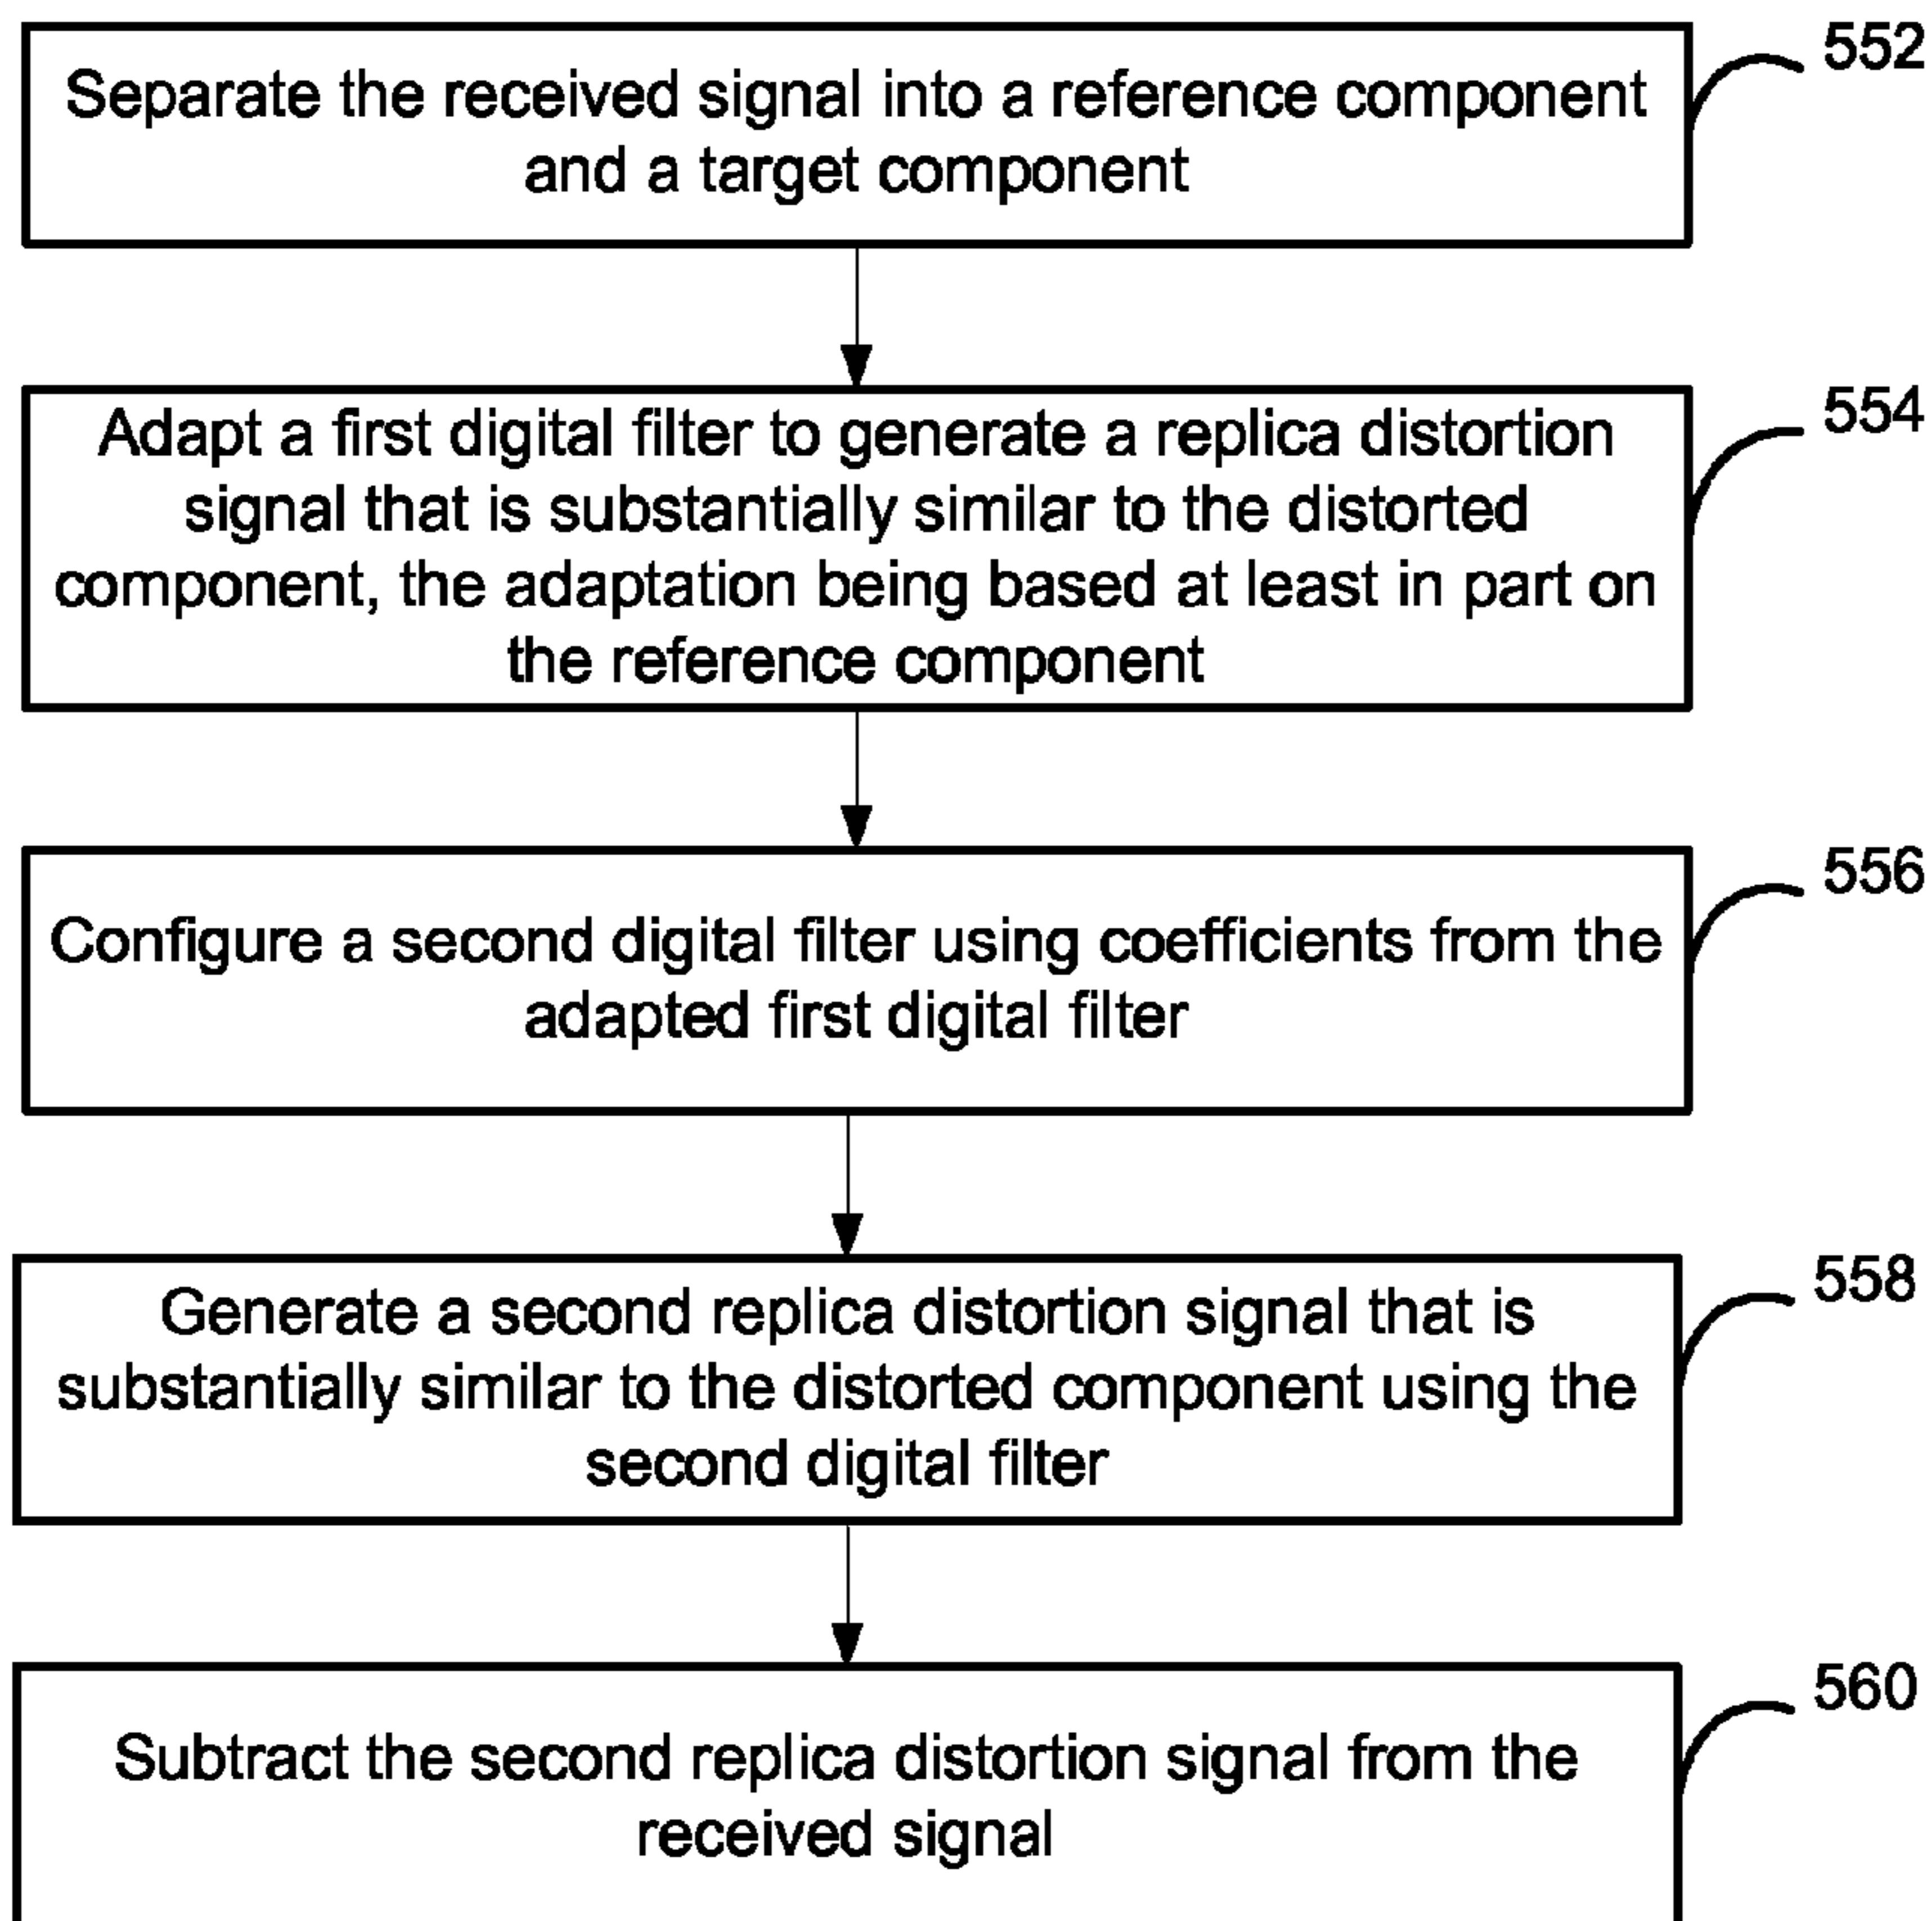 552
Separate the received signal into a reference component
and a target component
554
Adapt a first digital filter to generate a replica distortion
signal that is substantially similar to the distorted
component, the adaptation being based at least in part on
the reference component
556
Configure a second digital filter using coefficients from the
adapted first digital filter
558
Generate a second replica distortion signal that is
substantially similar to the distorted component using the
second digital filter
560
Subtract the second replica distortion signal from the
received signal